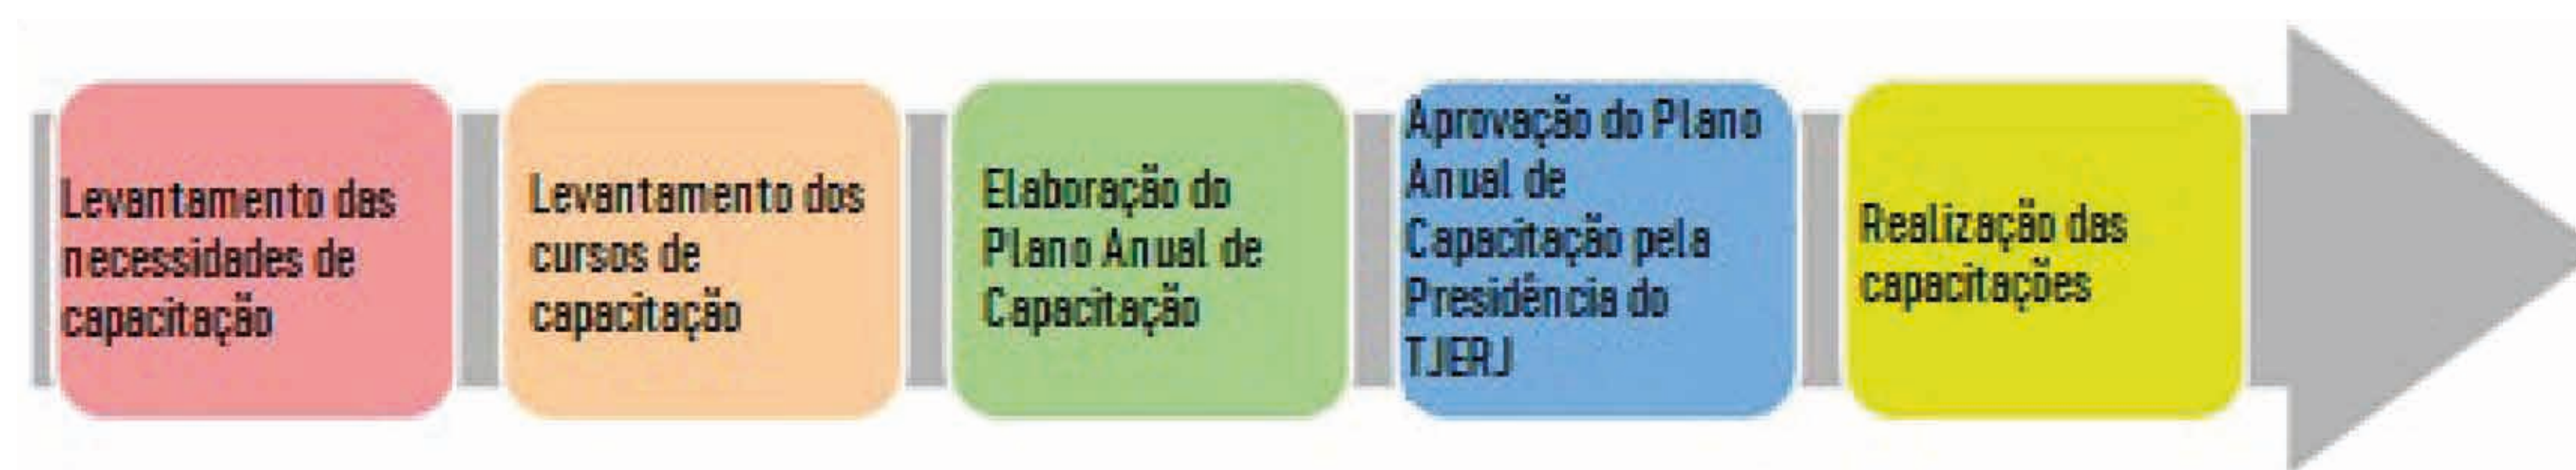 Levantamento das
necessidades de
capacitação
Levantamento dos
cursos de
capacitação
Elaboração do
Plano Anual de
Capacitação
Aprovação do Plano
Anual de
Capacitação pela
Presidência do
TJERJ
Realização das
capacitações